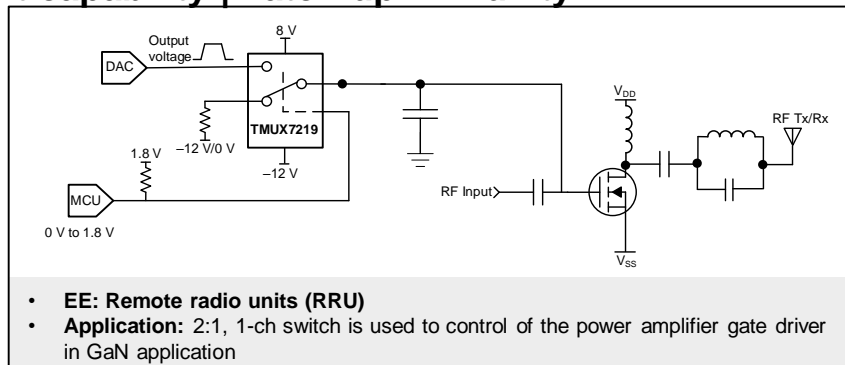 8 V
Output
voltage
DAC
TMUX7219
–12 V/0 V
–12 V
1.8 V
MCU
0 V to 1.8 V
V_DD
RF Tx/Rx
RF Input
V_SS
• EE: Remote radio units (RRU)
• Application: 2:1, 1-ch switch is used to control of the power amplifier gate driver
in GaN application